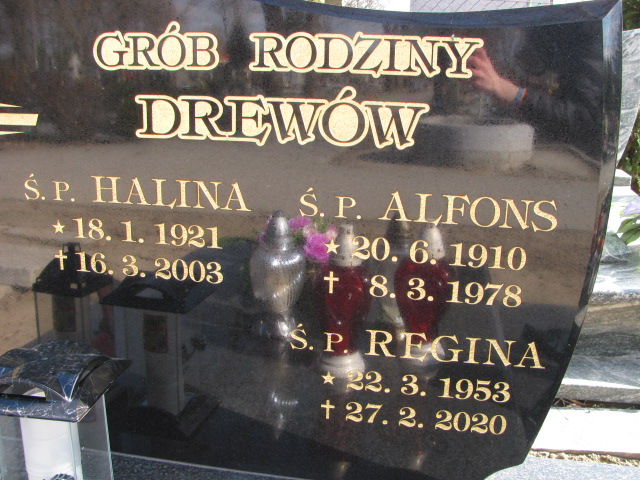 GRÓB RODZINY
DREWÓW
Ś.P. HALINA
★ 18. 1. 1921
† 16. 3. 2003
Ś.P. ALFONS
★ 20. 6. 1910
† 8. 3. 1978
Ś.P. REGINA
★ 22. 3. 1953
† 27. 2. 2020